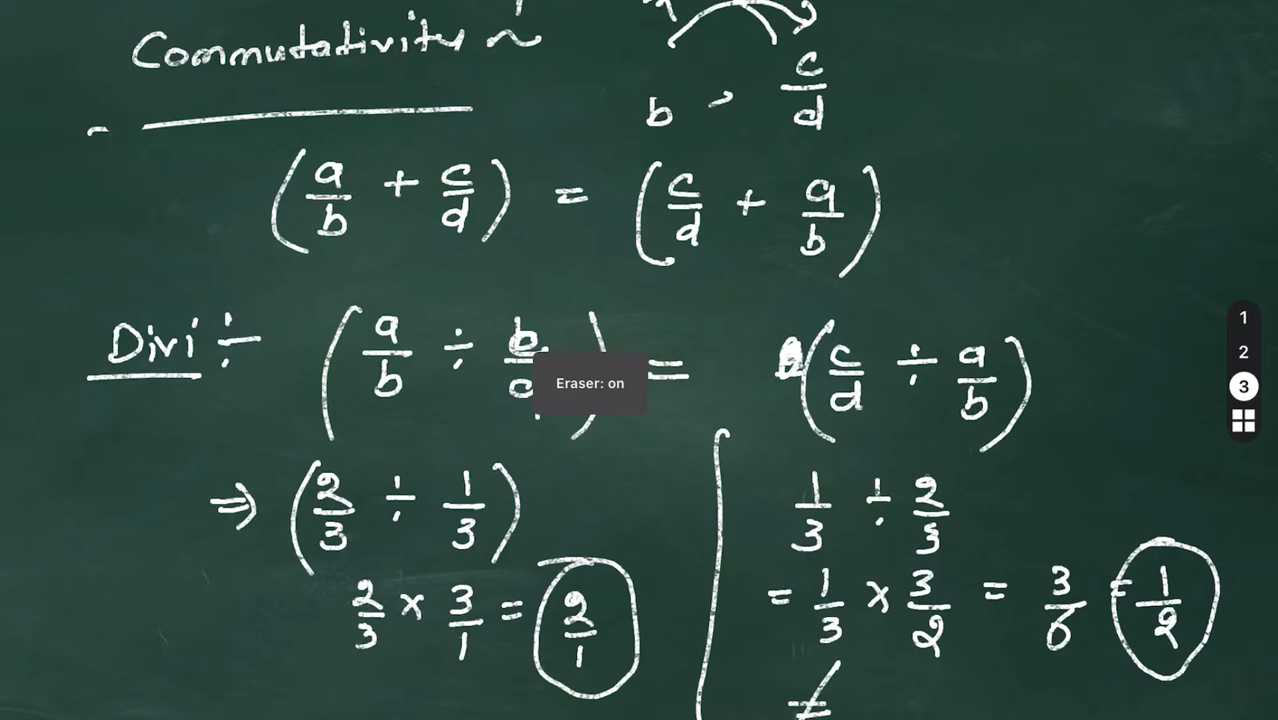 Commutativity ~
b , c/d
(a/b + c/d) = (c/d + a/b)
Divi ÷ (a/b ÷ b/ ) = (c/d ÷ a/b)
Eraser: on
1
2
3
⇒ (2/3 ÷ 1/3)
1/3 ÷ 2/3
2/3 × 3/1 = 2/1
= 1/3 × 3/2 = 3/6 = 1/2
≠